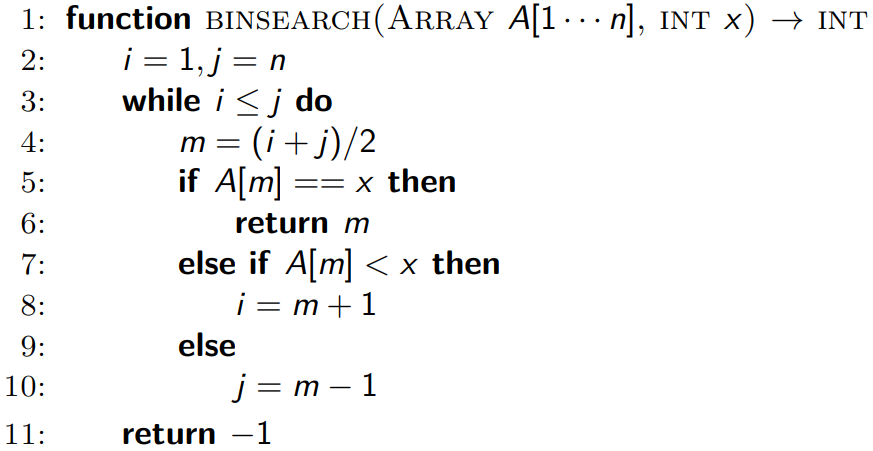 1: function BINSEARCH(ARRAY A[1 ··· n], INT x) → INT
2: i = 1, j = n
3: while i ≤ j do
4: m = (i + j)/2
5: if A[m] == x then
6: return m
7: else if A[m] < x then
8: i = m + 1
9: else
10: j = m − 1
11: return −1